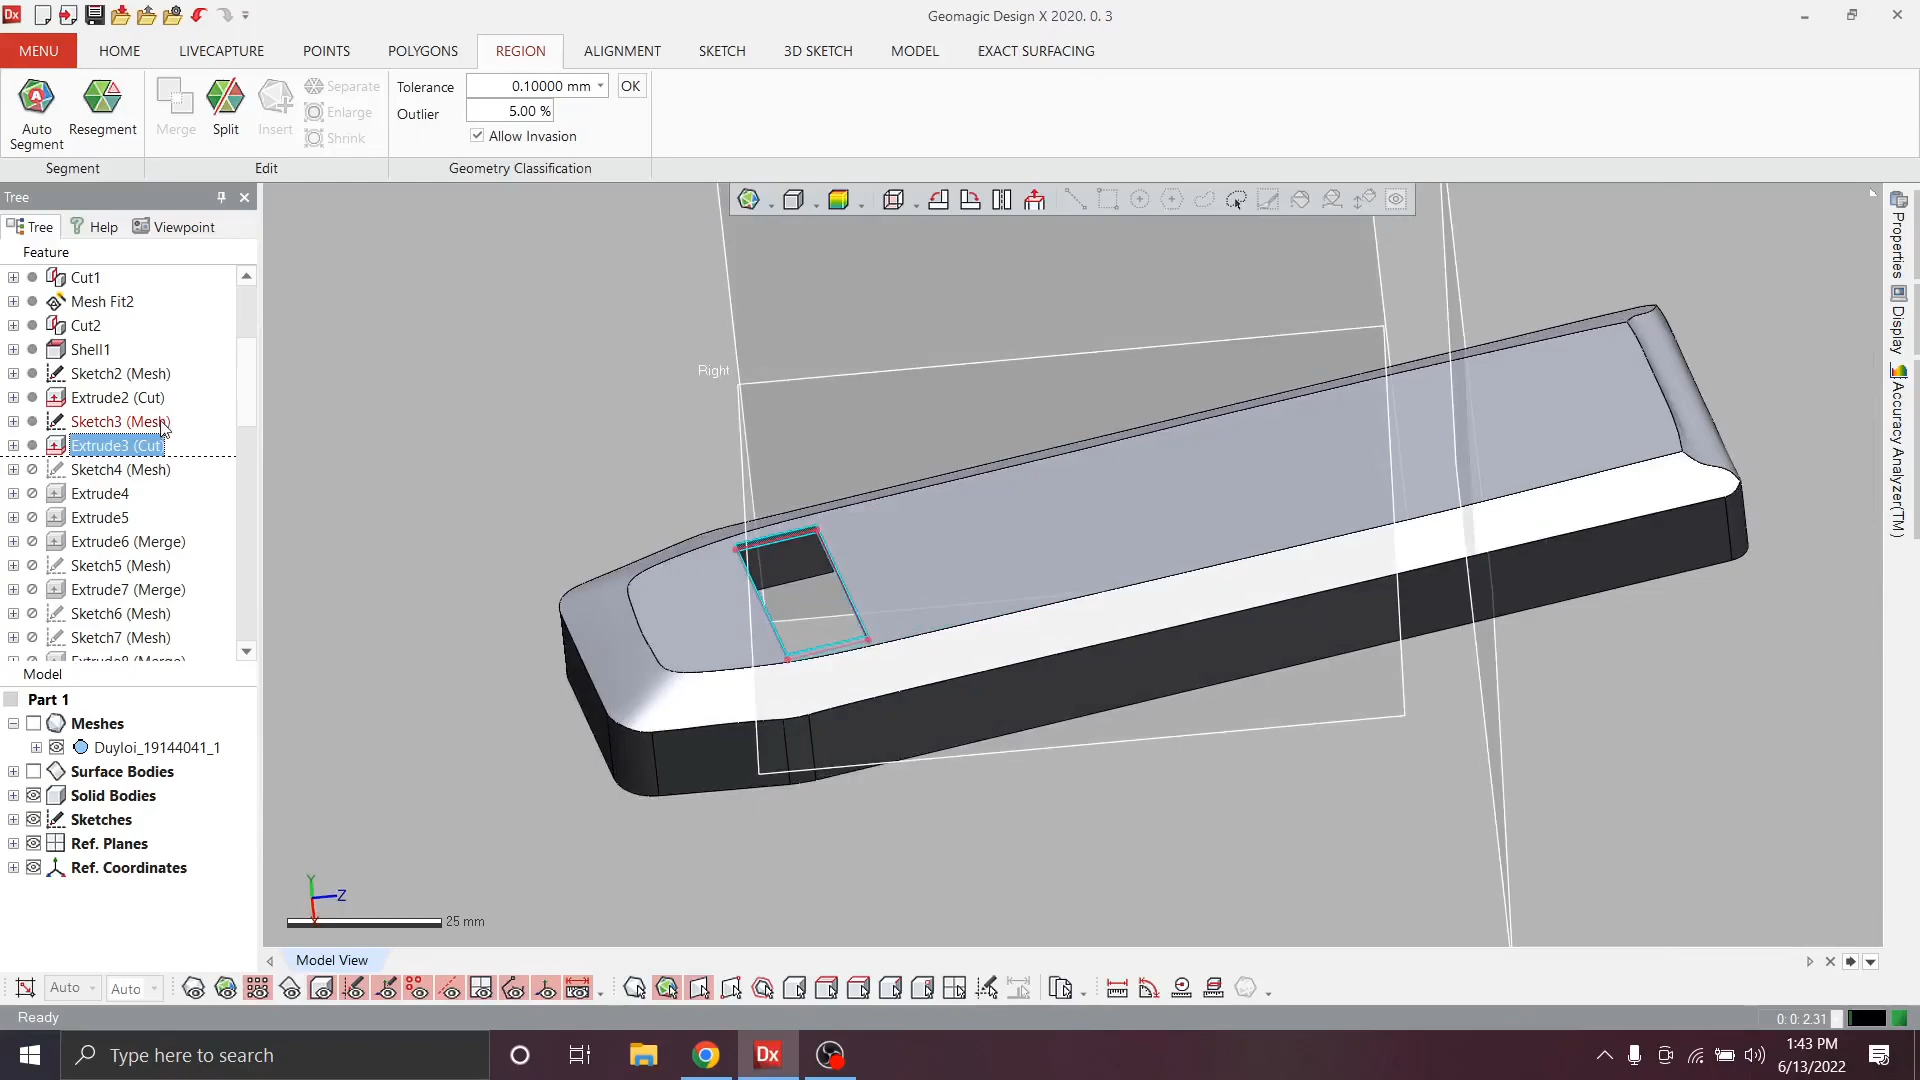 Dx
Geomagic Design X 2020. 0. 3
MENU HOME LIVECAPTURE POINTS POLYGONS REGION ALIGNMENT SKETCH 3D SKETCH MODEL EXACT SURFACING
Auto Segment
Resegment
Merge
Split
Insert
Separate
Enlarge
Shrink
Tolerance 0.10000 mm OK
Outlier 5.00 %
Allow Invasion
Segment Edit Geometry Classification
Tree
Tree Help Viewpoint
Feature
Cut1
Mesh Fit2
Cut2
Shell1
Sketch2 (Mesh)
Extrude2 (Cut)
Sketch3 (Mesh)
Extrude3 (Cut)
Sketch4 (Mesh)
Extrude4
Extrude5
Extrude6 (Merge)
Sketch5 (Mesh)
Extrude7 (Merge)
Sketch6 (Mesh)
Sketch7 (Mesh)
Extrude8 (Merge)
Model
Part 1
Meshes
Duyloi_19144041_1
Surface Bodies
Solid Bodies
Sketches
Ref. Planes
Ref. Coordinates
Right
Y
Z
25 mm
Properties
Display
Accuracy Analyzer(TM)
Model View
Auto Auto
Ready
0: 0: 2.31
Type here to search
Dx
1:43 PM
6/13/2022